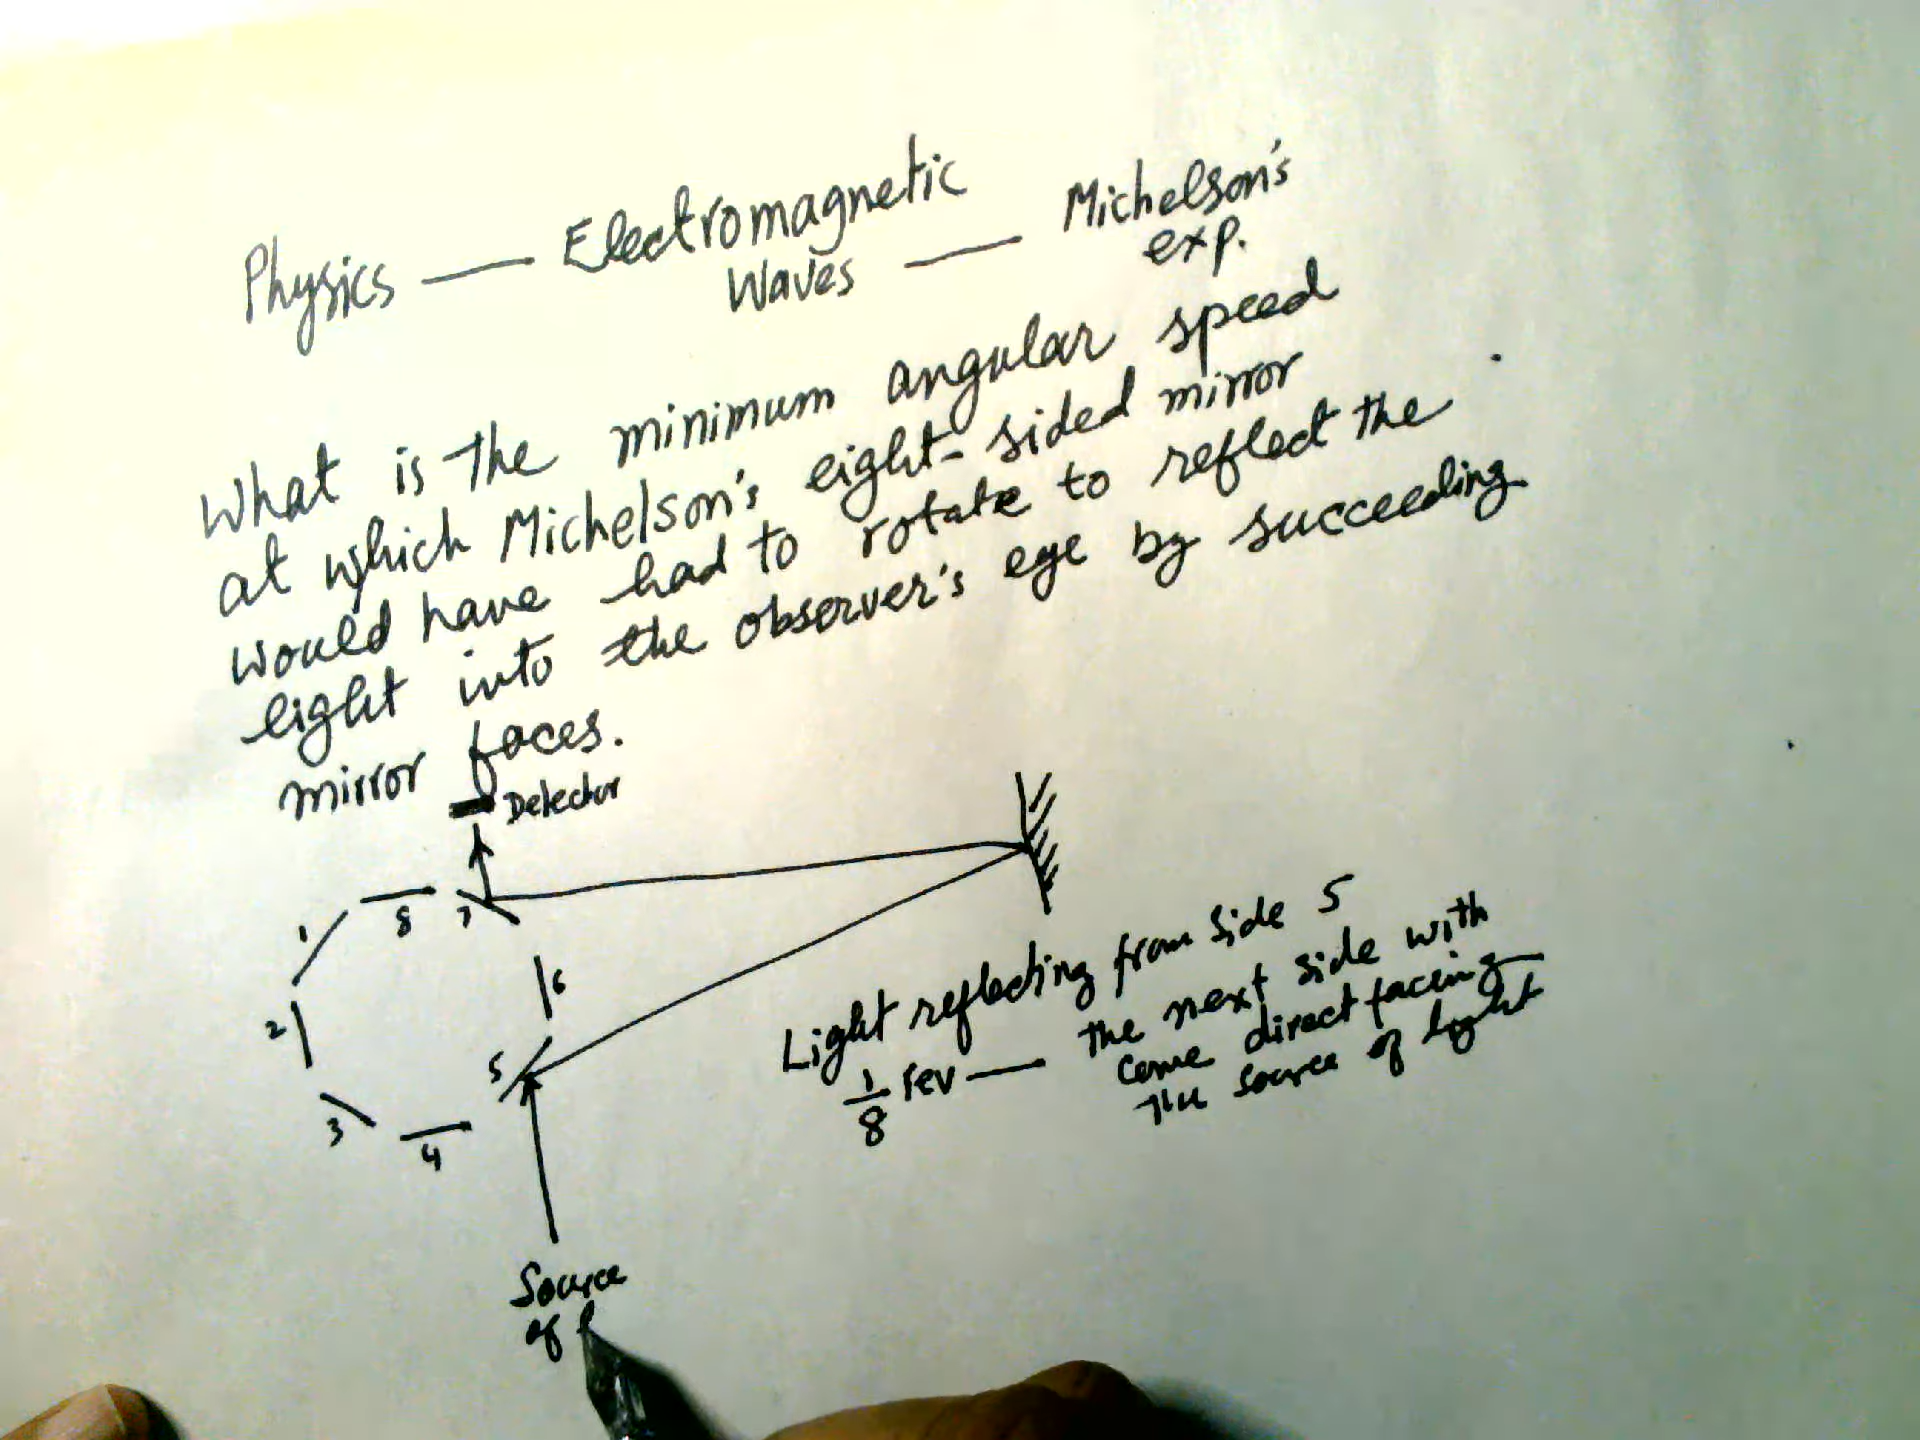 Physics — Electromagnetic Waves — Michelson's exp.
What is the minimum angular speed
at which Michelson's eight-sided mirror
would have had to rotate to reflect the
light into the observer's eye by succeeding
mirror faces.
Detector
1
8
7
2
6
5
3
4
Light reflecting from side 5
1/8 rev — the next side with
come direct facing
the source of light
Source
of l